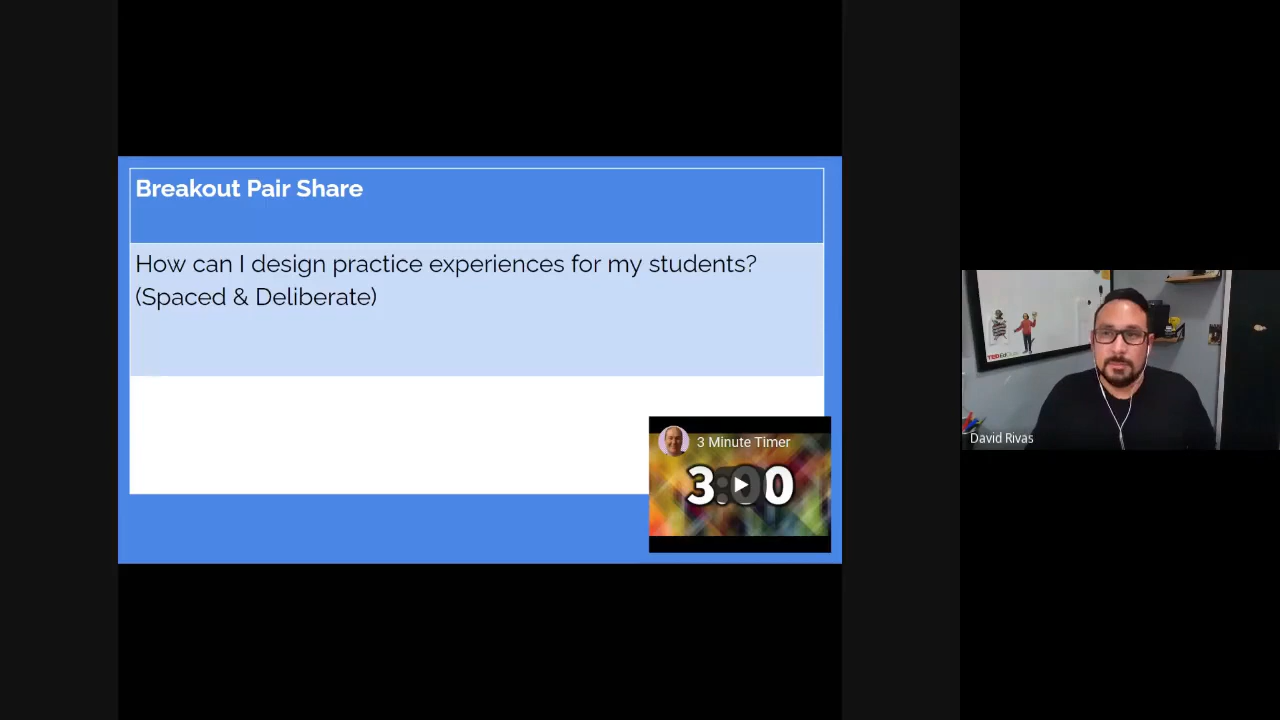 Breakout Pair Share
How can I design practice experiences for my students?
(Spaced & Deliberate)
3 Minute Timer
3:00
TEDEd
David Rivas